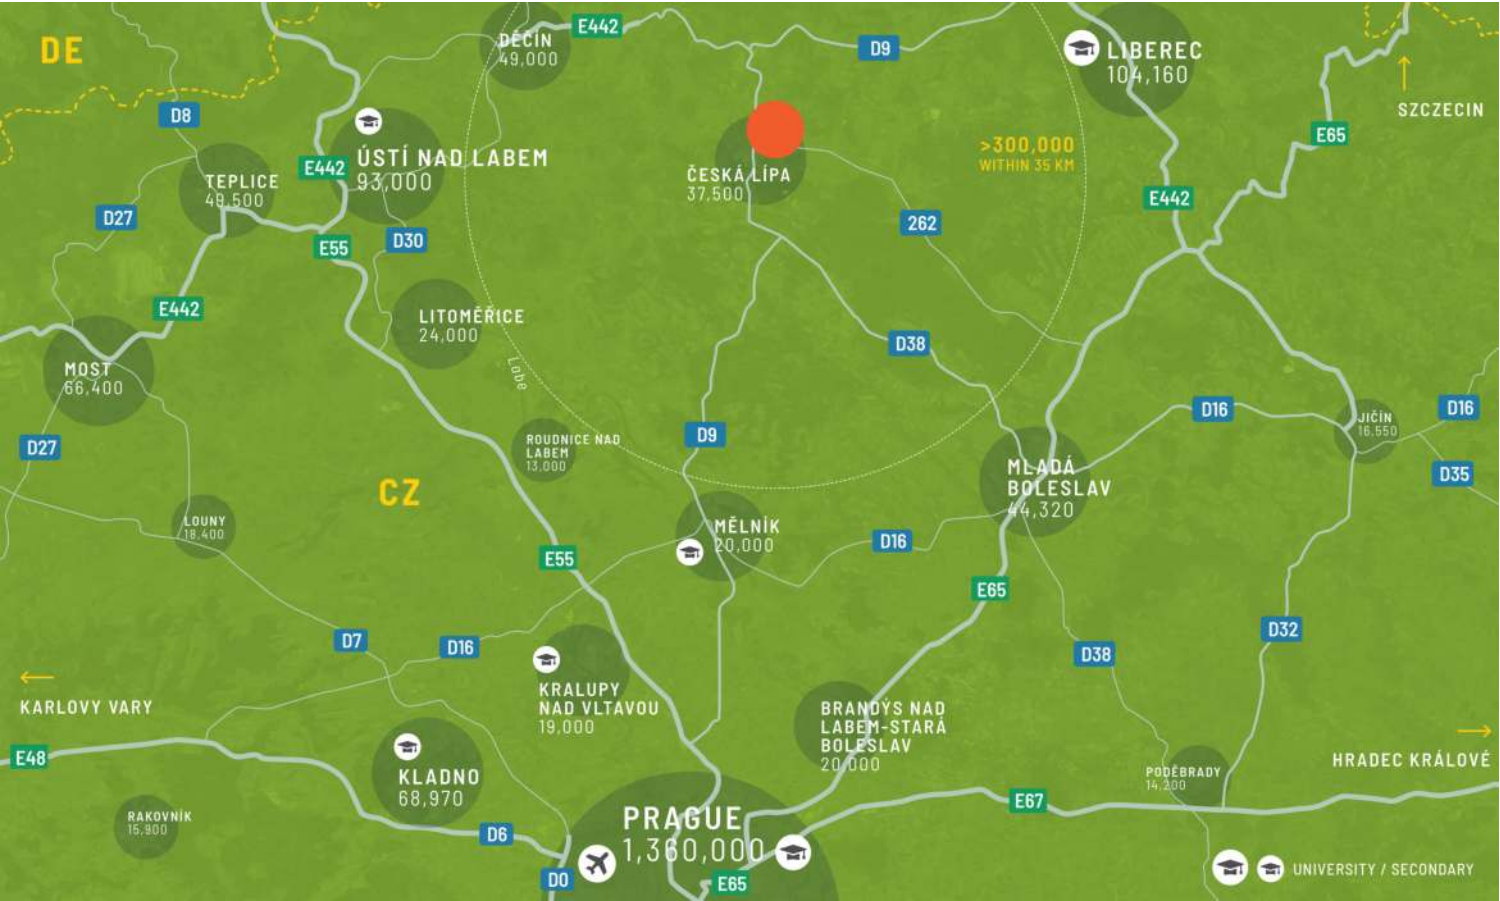 DE
DĚČÍN
49,000
E442
D9
LIBEREC
104,160
SZCZECIN
D8
E65
ÚSTÍ NAD LABEM
93,000
E442
TEPLICE
49,500
ČESKÁ LÍPA
37,500
>300,000
WITHIN 35 KM
E442
D27
E55
D30
262
E442
LITOMĚŘICE
24,000
D38
MOST
66,400
Labe
D16
D16
JIČÍN
16,550
D27
ROUDNICE NAD
LABEM
13,000
D9
MLADÁ
BOLESLAV
44,320
D35
CZ
LOUNY
18,400
MĚLNÍK
20,000
D16
E55
E65
D7
D16
D32
D38
KARLOVY VARY
KRALUPY
NAD VLTAVOU
19,000
BRANDÝS NAD
LABEM-STARÁ
BOLESLAV
20,000
E48
HRADEC KRÁLOVÉ
KLADNO
68,970
PODĚBRADY
14,200
E67
RAKOVNÍK
15,900
PRAGUE
1,360,000
D6
D0
E65
UNIVERSITY / SECONDARY